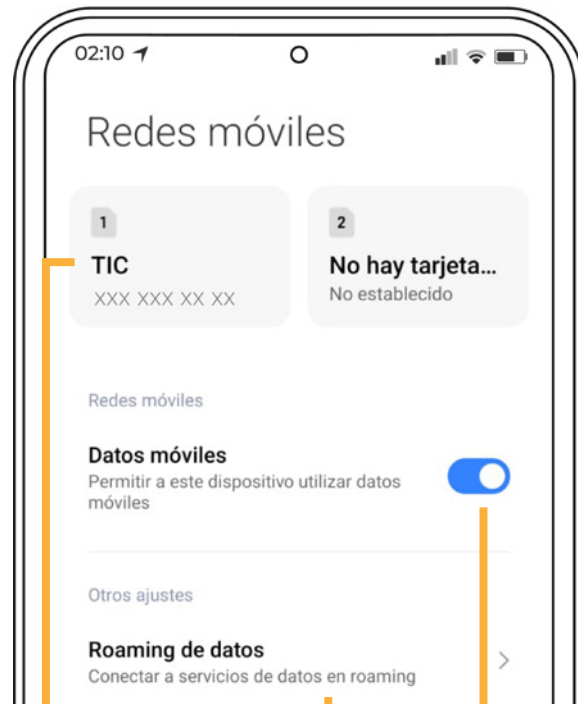 02:10
Redes móviles
1
2
TIC
No hay tarjeta...
XXX XXX XX XX
No establecido
Redes móviles
Datos móviles
Permitir a este dispositivo utilizar datos
móviles
Otros ajustes
Roaming de datos
Conectar a servicios de datos en roaming